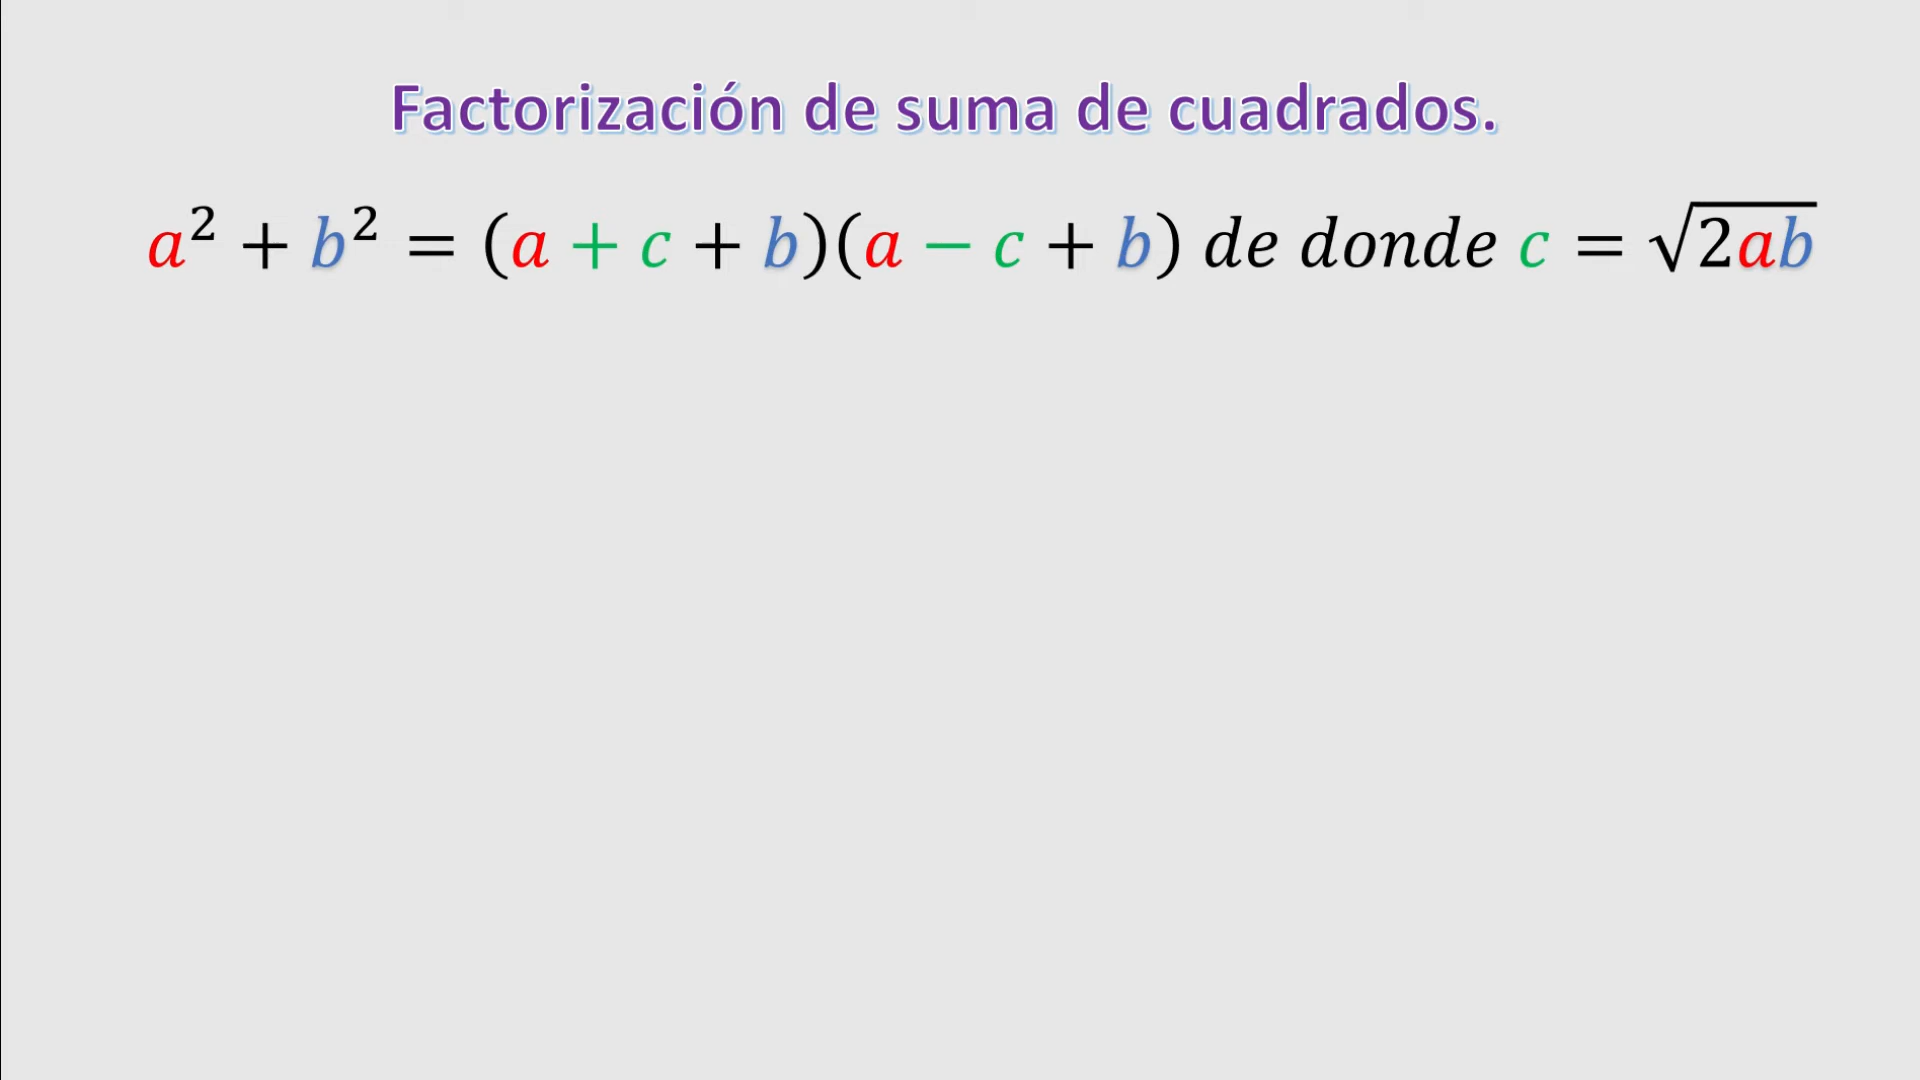 Factorización de suma de cuadrados.
a² + b² = (a + c + b)(a − c + b) de donde c = √2ab